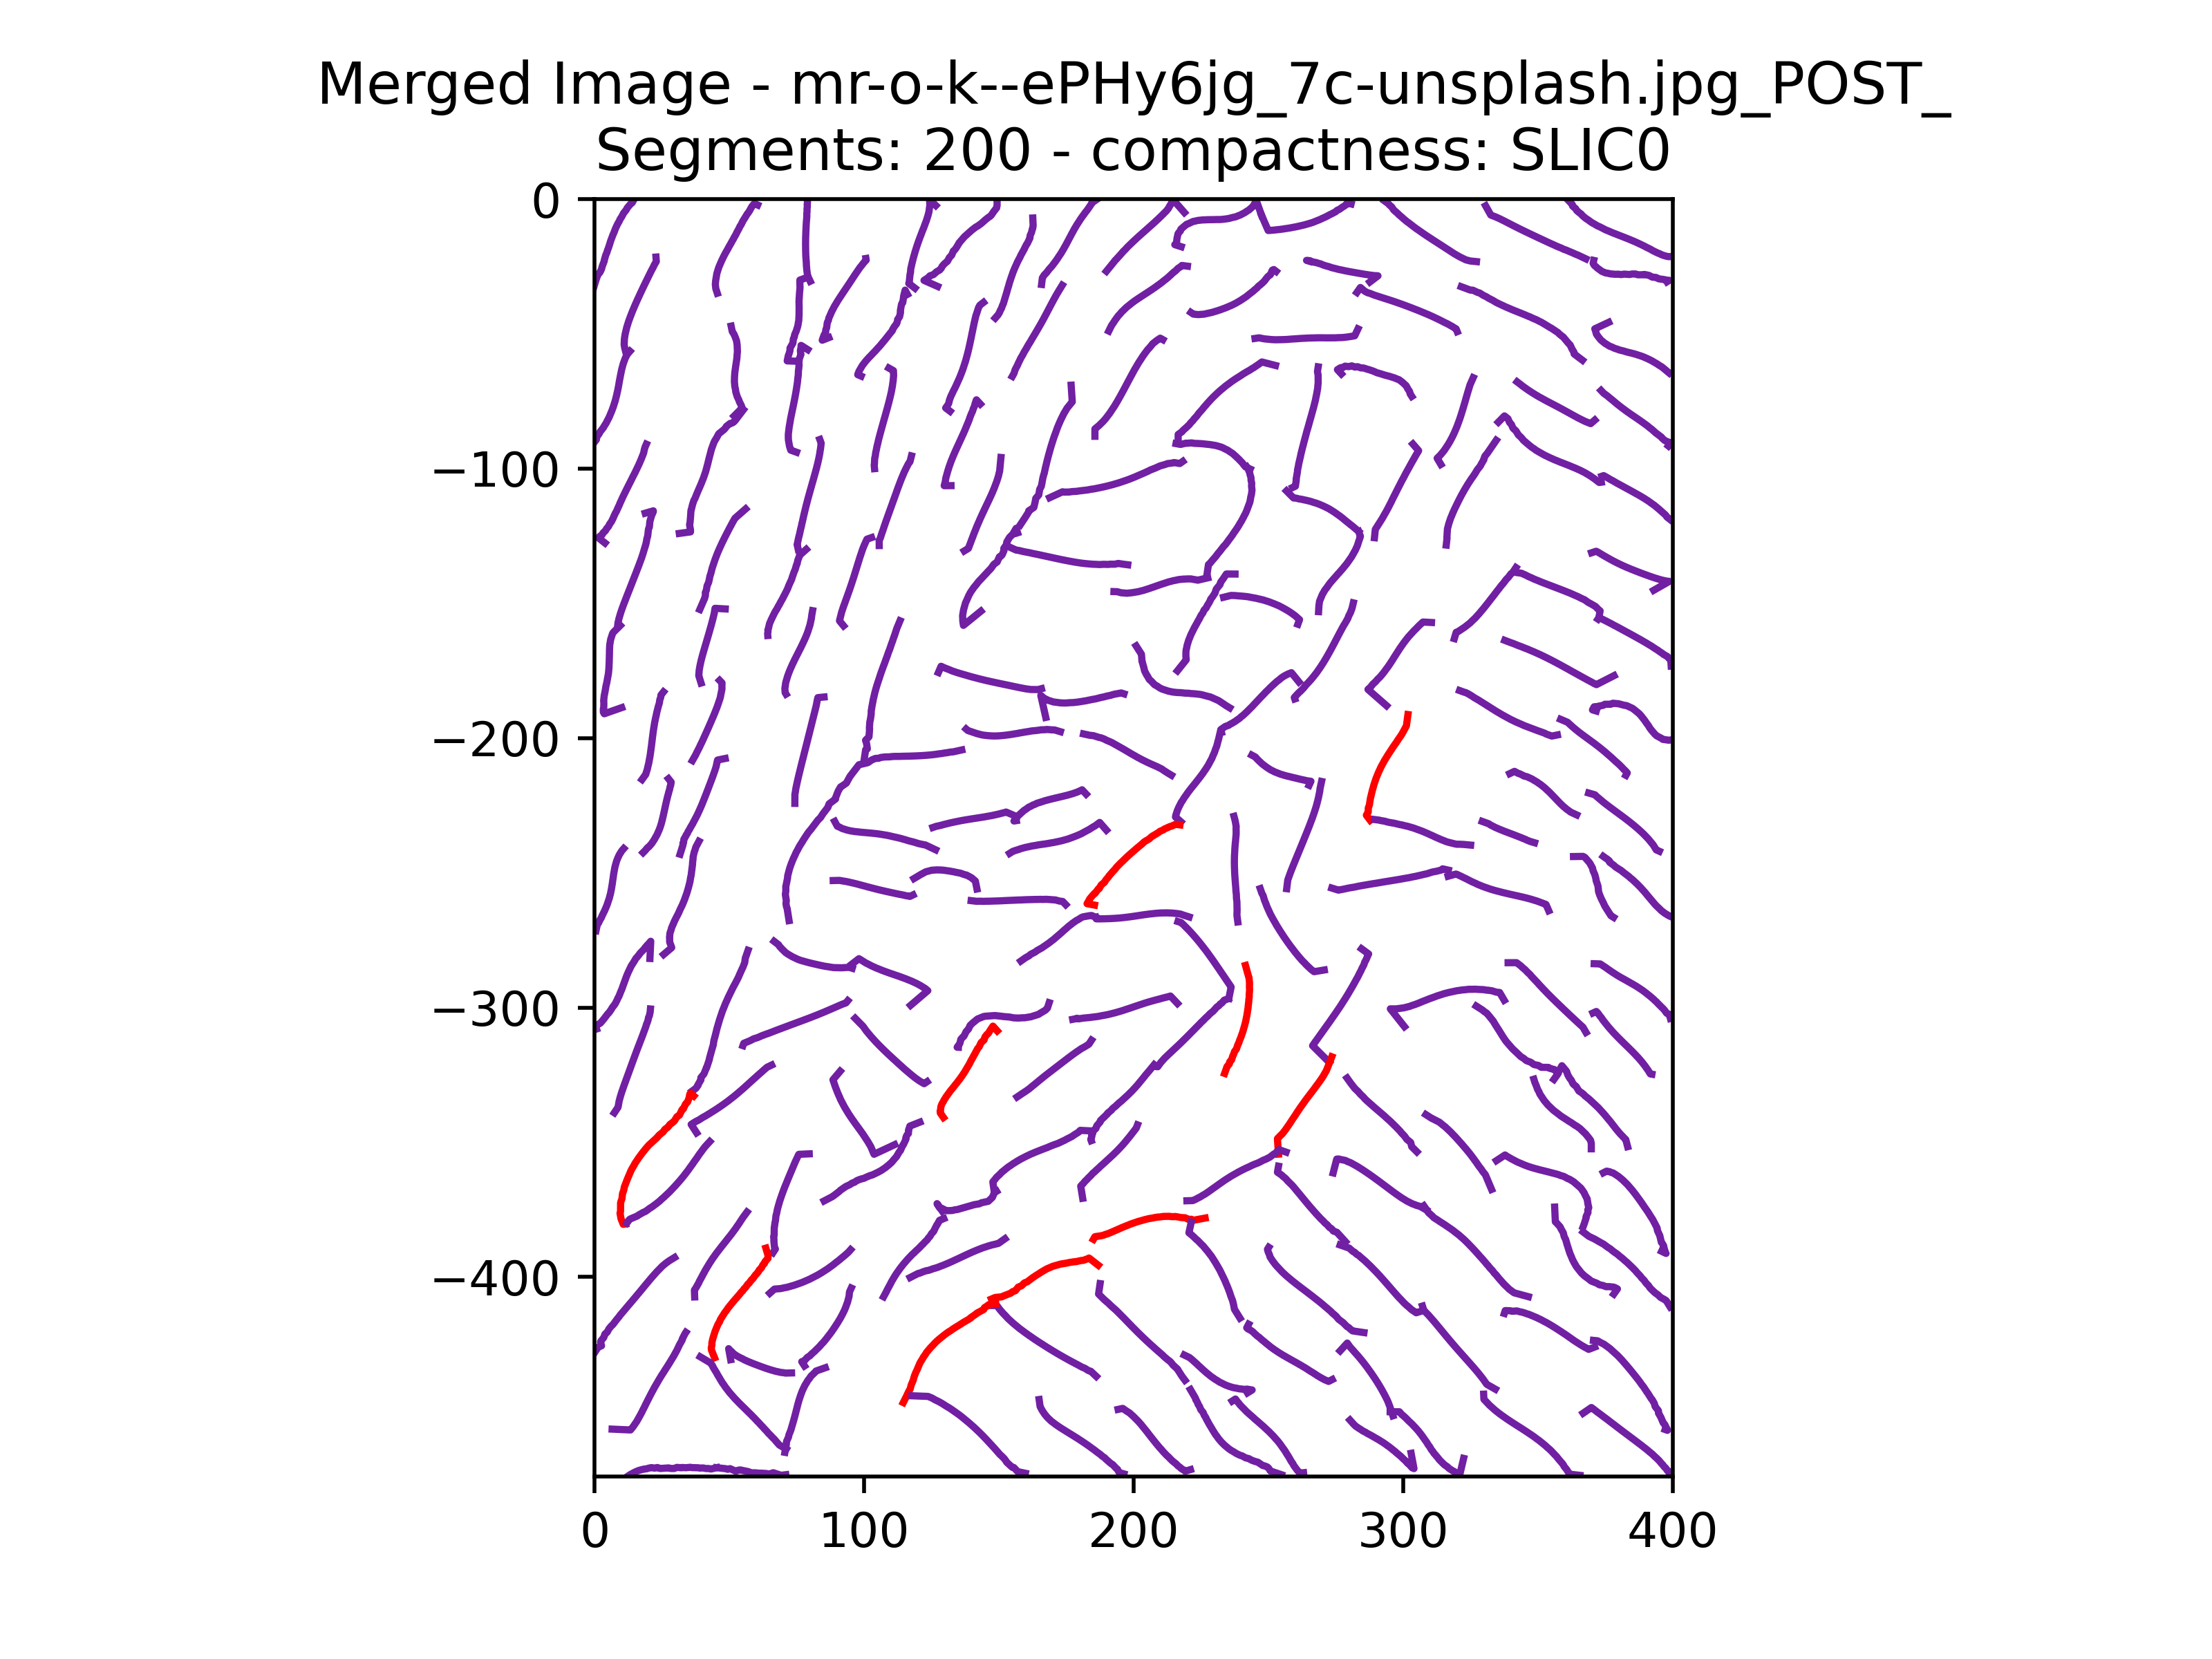 Merged Image - mr-o-k--ePHy6jg_7c-unsplash.jpg_POST_
Segments: 200 - compactness: SLIC0
0
−100
−200
−300
−400
0 100 200 300 400